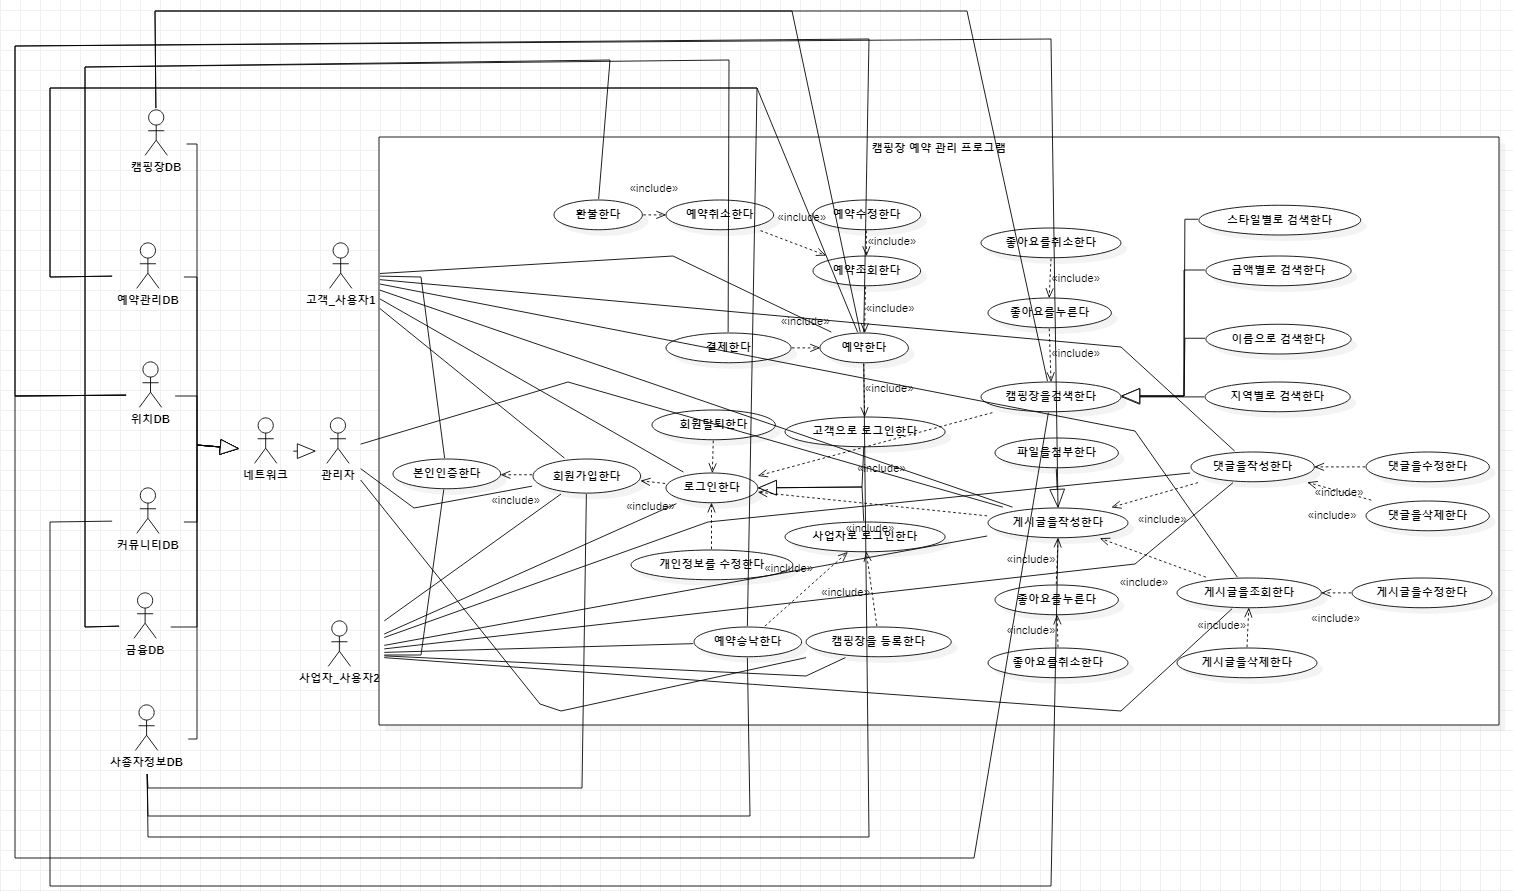 캠핑장 예약 관리 프로그램
캠핑장DB
«include»
환불한다
예약취소한다
«include»
예약수정한다
스타일별로 검색한다
«include»
좋아요를취소한다
예약조회한다
금액별로 검색한다
«include»
예약관리DB
고객_사용자1
«include»
좋아요를누른다
«include»
이름으로 검색한다
결제한다
예약한다
«include»
«include»
캠핑장을검색한다
지역별로 검색한다
위치DB
회원탈퇴한다
고객으로 로그인한다
파일을첨부한다
네트워크
관리자
본인인증한다
회원가입한다
«include»
댓글을작성한다
댓글을수정한다
로그인한다
«include»
«include»
«include»
«include»
«include»
댓글을삭제한다
게시글을작성한다
«include»
사업자로 로그인한다
커뮤니티DB
개인정보를 수정한다
«include»
«include»
«include»
«include»
게시글을조회한다
게시글을수정한다
좋아요를누른다
«include»
«include»
«include»
예약승낙한다
캠핑장을 등록한다
금융DB
좋아요를취소한다
게시글을삭제한다
사업자_사용자2
사용자정보DB